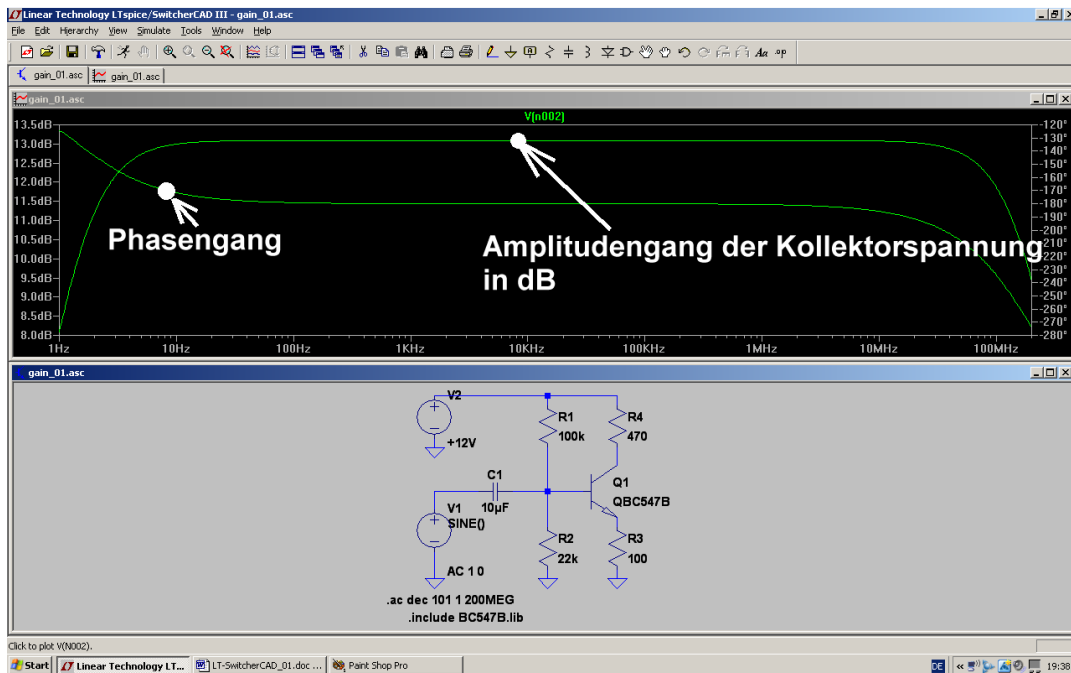 Linear Technology LTspice/SwitcherCAD III - gain_01.asc
File Edit Hierarchy View Simulate Tools Window Help
Aa .op
gain_01.asc gain_01.asc
gain_01.asc
V(n002)
13.5dB
13.0dB
12.5dB
12.0dB
11.5dB
11.0dB
10.5dB
10.0dB
9.5dB
9.0dB
8.5dB
8.0dB
-120°
-130°
-140°
-150°
-160°
-170°
-180°
-190°
-200°
-210°
-220°
-230°
-240°
-250°
-260°
-270°
-280°
Phasengang
Amplitudengang der Kollektorspannung
in dB
1Hz 10Hz 100Hz 1KHz 10KHz 100KHz 1MHz 10MHz 100MHz
gain_01.asc
V2
+12V
R1
100k
R4
470
C1
10µF
Q1
QBC547B
V1
SINE()
R2
22k
R3
100
AC 1 0
.ac dec 101 1 200MEG
.include BC547B.lib
Click to plot V(N002).
Start Linear Technology LT... LT-SwitcherCAD_01.doc ... Paint Shop Pro DE « 19:38